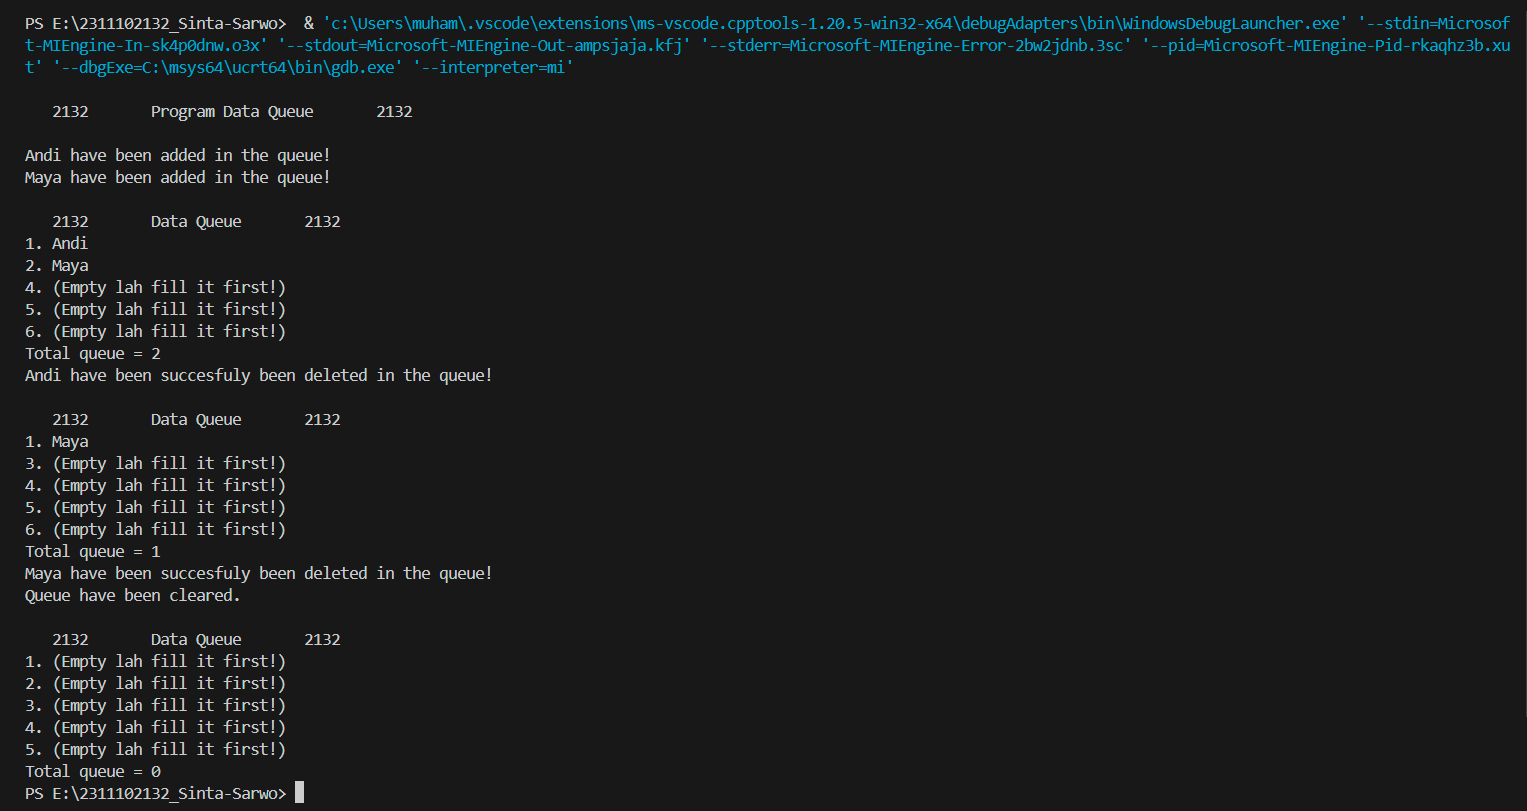 PS E:\2311102132_Sinta-Sarwo>  & 'c:\Users\muham\.vscode\extensions\ms-vscode.cpptools-1.20.5-win32-x64\debugAdapters\bin\WindowsDebugLauncher.exe' '--stdin=Microsof
t-MIEngine-In-sk4p0dnw.o3x' '--stdout=Microsoft-MIEngine-Out-ampsjaja.kfj' '--stderr=Microsoft-MIEngine-Error-2bw2jdnb.3sc' '--pid=Microsoft-MIEngine-Pid-rkaqhz3b.xu
t' '--dbgExe=C:\msys64\ucrt64\bin\gdb.exe' '--interpreter=mi'
2132 Program Data Queue 2132
Andi have been added in the queue!
Maya have been added in the queue!
2132 Data Queue 2132
1. Andi
2. Maya
4. (Empty lah fill it first!)
5. (Empty lah fill it first!)
6. (Empty lah fill it first!)
Total queue = 2
Andi have been succesfuly been deleted in the queue!
2132 Data Queue 2132
1. Maya
3. (Empty lah fill it first!)
4. (Empty lah fill it first!)
5. (Empty lah fill it first!)
6. (Empty lah fill it first!)
Total queue = 1
Maya have been succesfuly been deleted in the queue!
Queue have been cleared.
2132 Data Queue 2132
1. (Empty lah fill it first!)
2. (Empty lah fill it first!)
3. (Empty lah fill it first!)
4. (Empty lah fill it first!)
5. (Empty lah fill it first!)
Total queue = 0
PS E:\2311102132_Sinta-Sarwo>